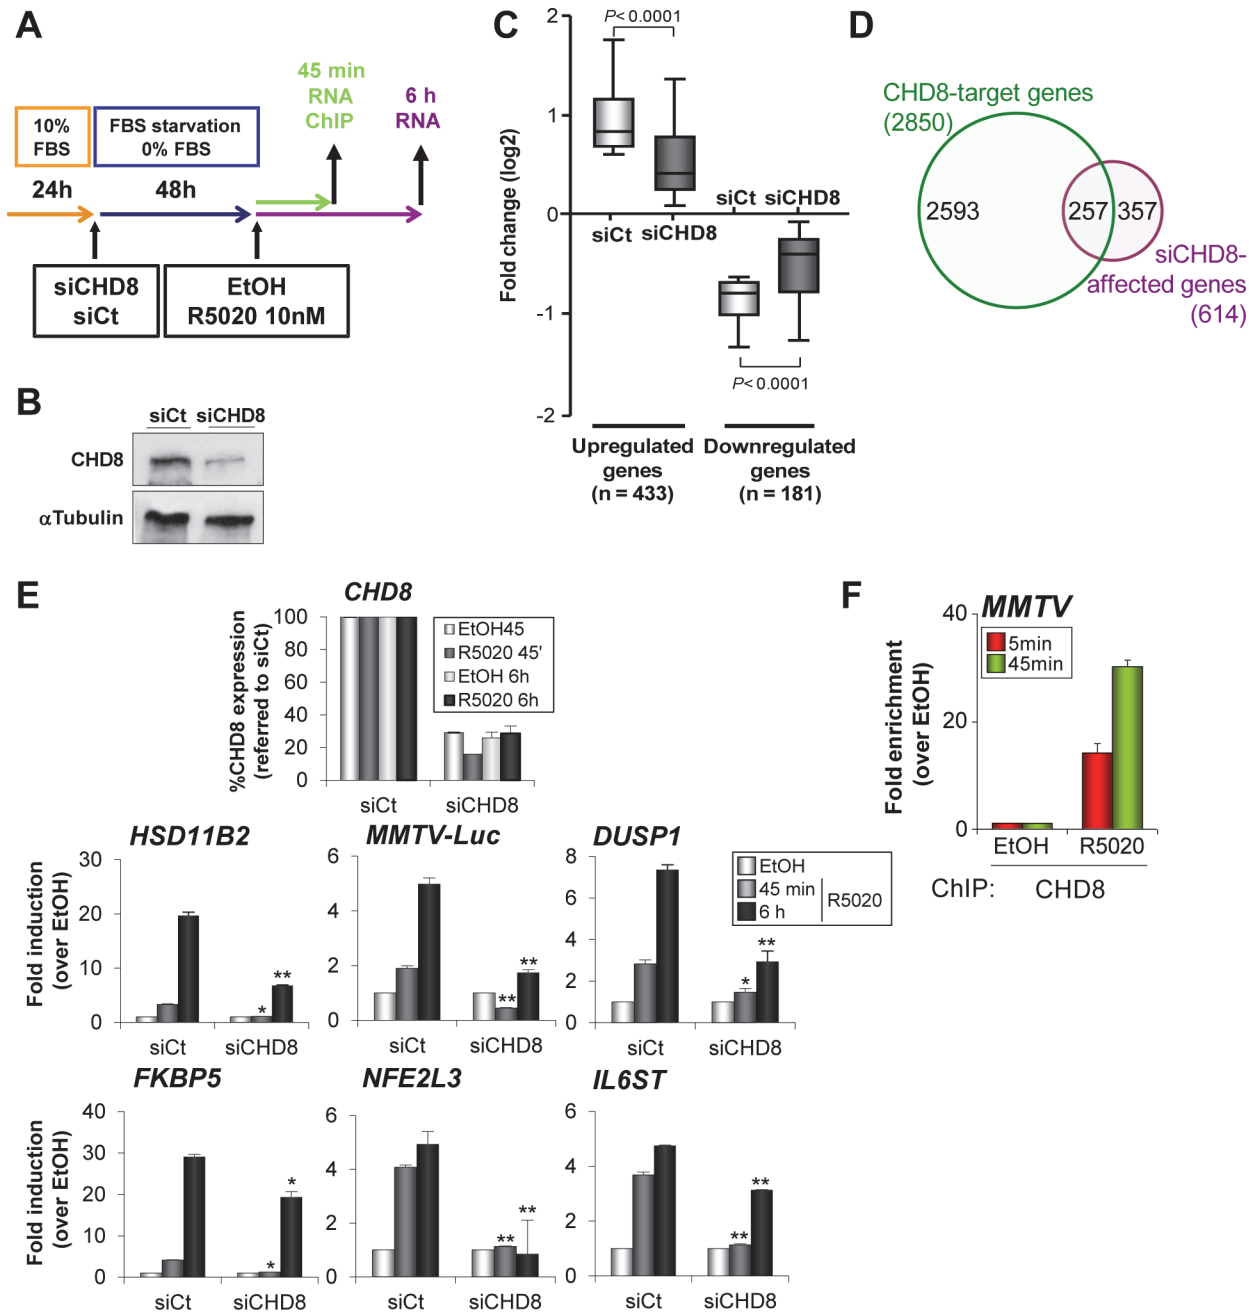 A
45 min
RNA
ChIP
6 h
RNA
10%
FBS
FBS starvation
0% FBS
24h
48h
siCHD8
siCt
EtOH
R5020 10nM
B
siCt siCHD8
CHD8
αTubulin
C
Fold change (log2)
2
1
0
-1
-2
P< 0.0001
siCt siCHD8
siCt siCHD8
P< 0.0001
Upregulated
genes
(n = 433)
Downregulated
genes
(n = 181)
D
CHD8-target genes
(2850)
2593
257
357
siCHD8-
affected genes
(614)
E
CHD8
%CHD8 expression
(referred to siCt)
100
80
60
40
20
0
EtOH45
R5020 45'
EtOH 6h
R5020 6h
siCt
siCHD8
HSD11B2
Fold induction
(over EtOH)
30
20
10
0
*
**
siCt
siCHD8
MMTV-Luc
6
4
2
0
**
**
siCt
siCHD8
DUSP1
8
6
4
2
0
*
**
siCt
siCHD8
EtOH
45 min
6 h
R5020
FKBP5
Fold induction
(over EtOH)
40
30
20
10
0
*
*
siCt
siCHD8
NFE2L3
6
4
2
0
**
**
siCt
siCHD8
IL6ST
6
4
2
0
**
**
siCt
siCHD8
F
MMTV
Fold enrichment
(over EtOH)
40
20
0
5min
45min
EtOH
R5020
ChIP:
CHD8